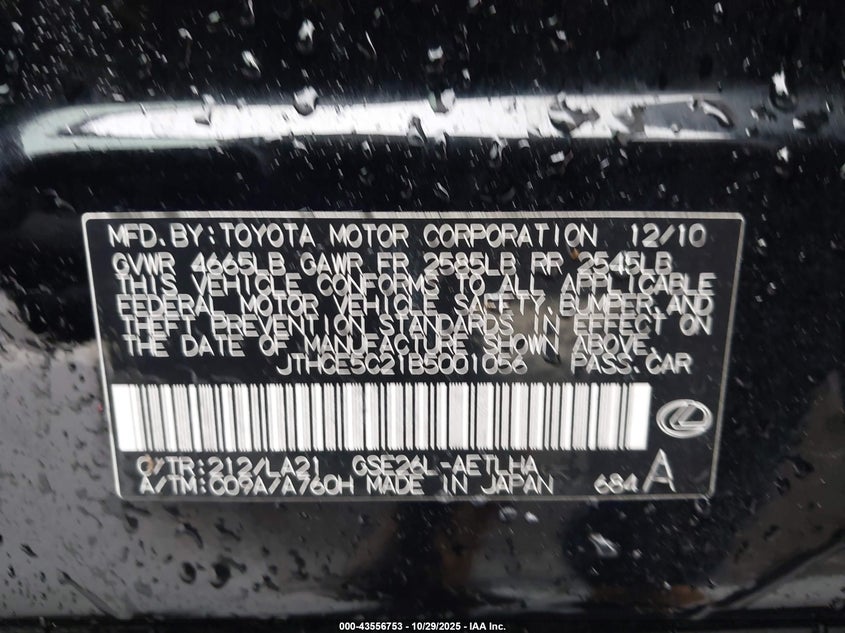 MFD.BY:TOYOTA MOTOR CORPORATION 12/10
GVWR 4665LB GAWR FR 2585LB RR 2545LB
THIS VEHICLE CONFORMS TO ALL APPLICABLE
FEDERAL MOTOR VEHICLE SAFETY,BUMPER,AND
THEFT PREVENTION STANDARDS IN EFFECT ON
THE DATE OF MANUFACTURE SHOWN ABOVE.
JTHCE5C21B5001056 PASS.CAR
C/TR:212/LA21 GSE26L-AETLHA
A/TM:C09A/A760H MADE IN JAPAN 684 A
000-43556753 - 10/29/2025 - IAA Inc.